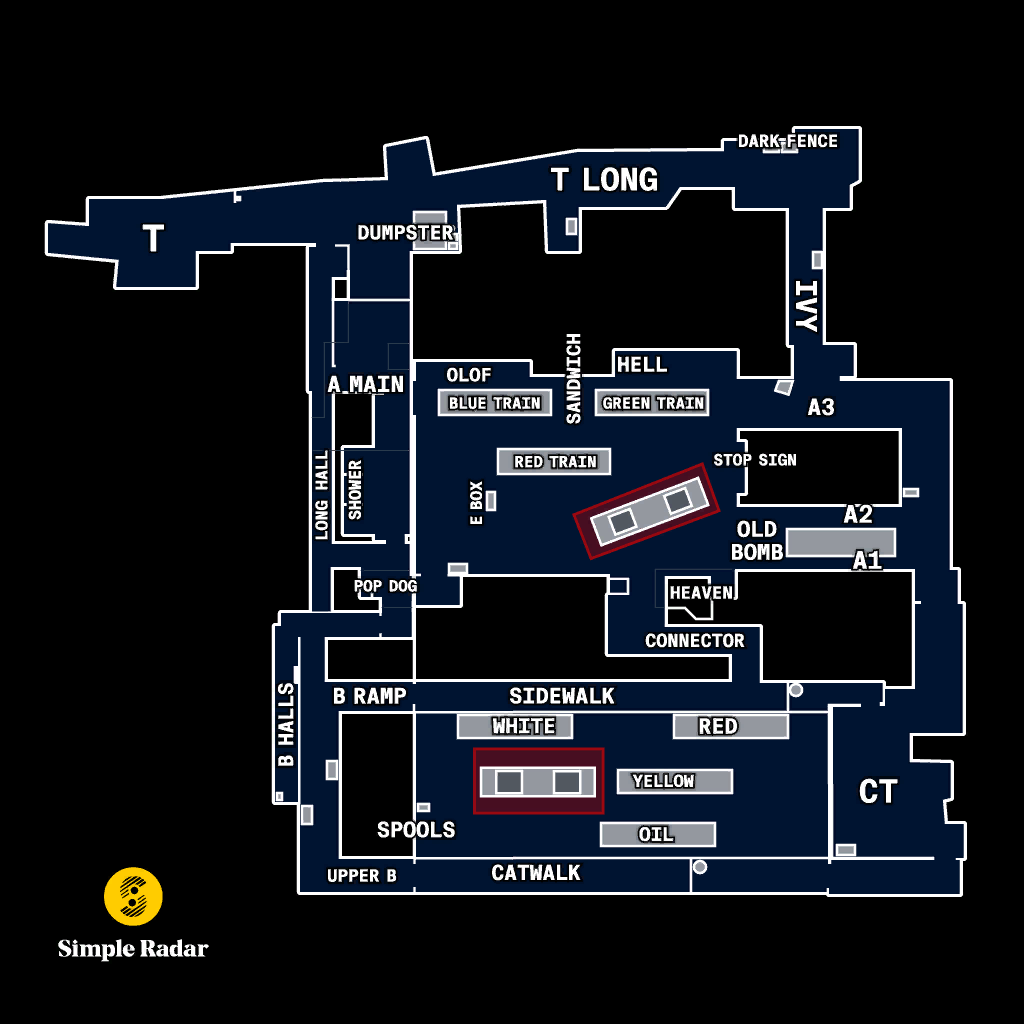 DARK FENCE
T LONG
T
DUMPSTER
IVY
SANDWICH
HELL
OLOF
A MAIN
BLUE TRAIN
GREEN TRAIN
A3
RED TRAIN
STOP SIGN
LONG HALL
SHOWER
E BOX
A2
OLD
BOMB
A1
POP DOG
HEAVEN
CONNECTOR
B RAMP
SIDEWALK
B HALLS
WHITE
RED
YELLOW
CT
SPOOLS
OIL
UPPER B
CATWALK
S
Simple Radar